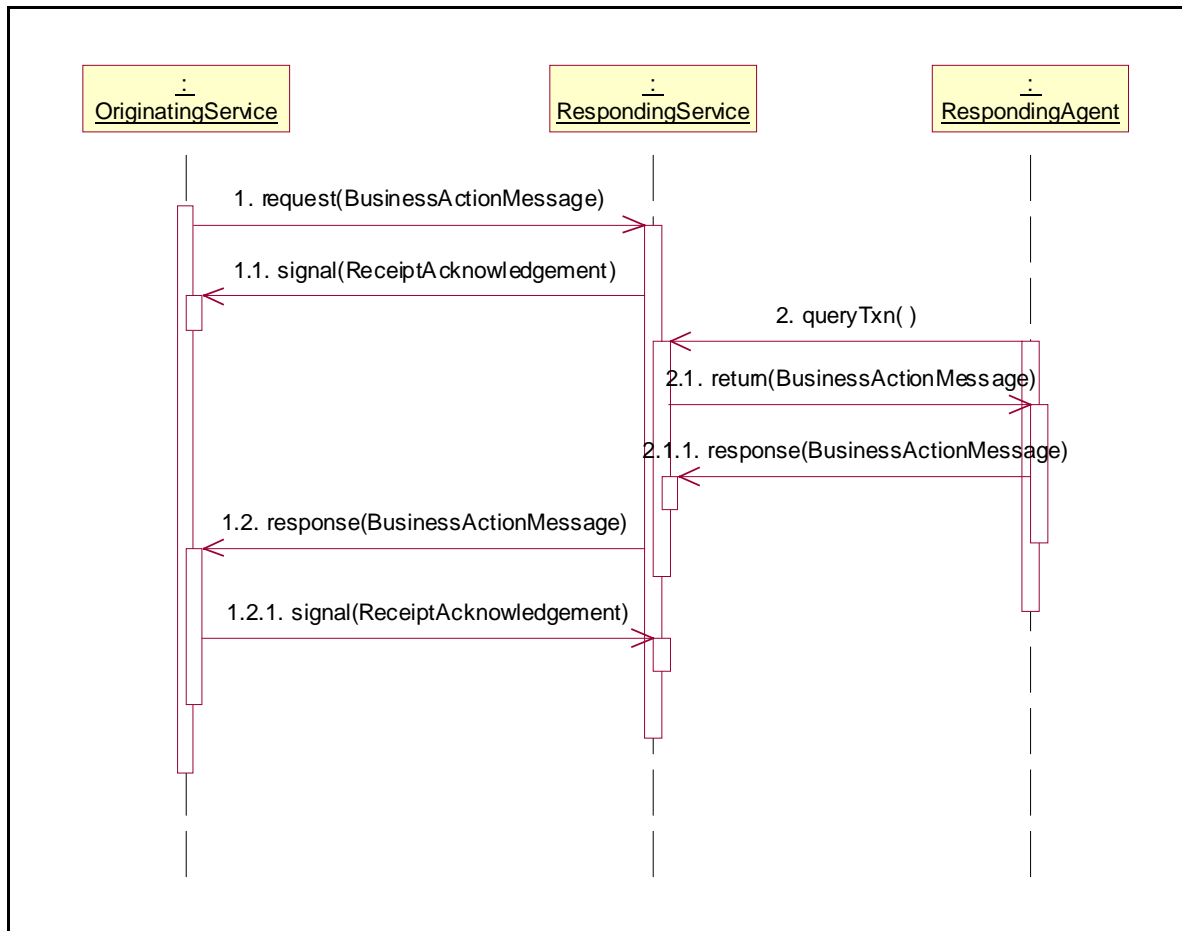 :
OriginatingService
:
RespondingService
:
RespondingAgent
1. request(BusinessActionMessage)
1.1. signal(ReceiptAcknowledgement)
2. queryTxn( )
2.1. return(BusinessActionMessage)
2.1.1. response(BusinessActionMessage)
1.2. response(BusinessActionMessage)
1.2.1. signal(ReceiptAcknowledgement)